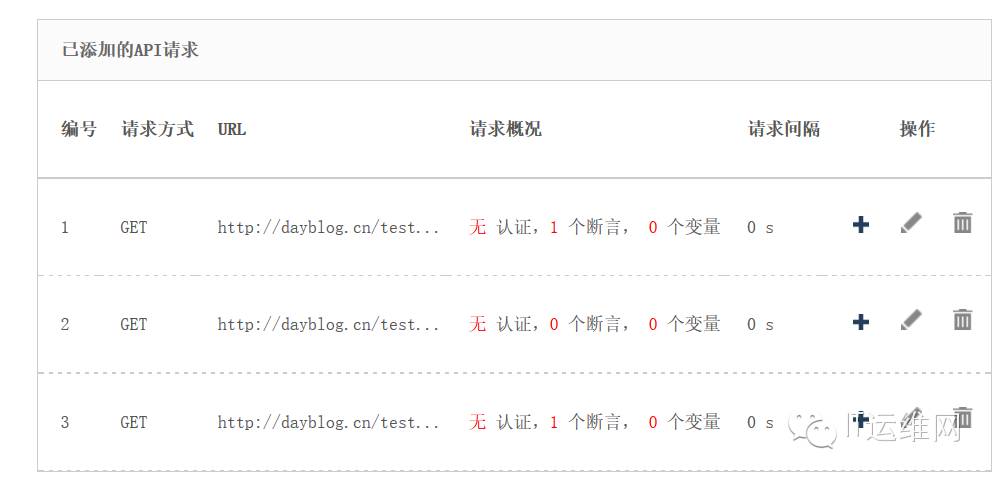 已添加的API请求
编号 请求方式 URL 请求概况 请求间隔 操作
1 GET http://dayblog.cn/test... 无 认证，1 个断言， 0 个变量 0 s
2 GET http://dayblog.cn/test... 无 认证，0 个断言， 0 个变量 0 s
3 GET http://dayblog.cn/test... 无 认证，1 个断言， 0 个变量 0 s
IT运维网